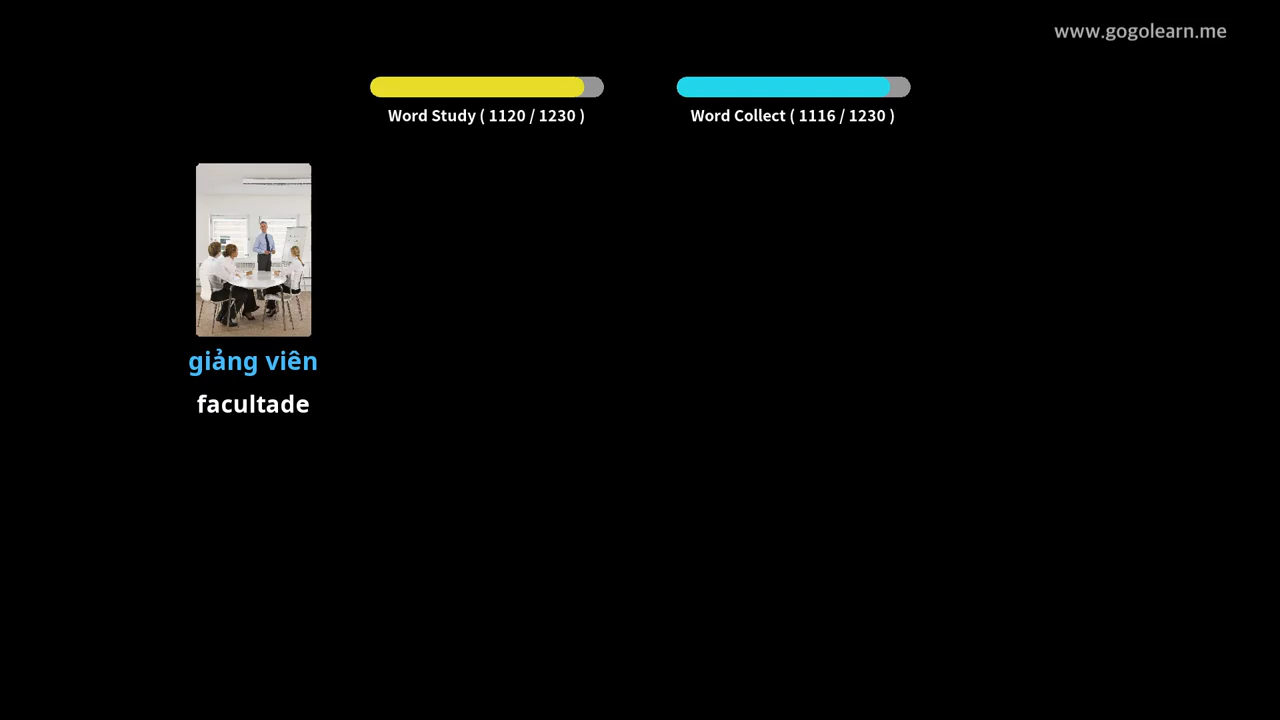 www.gogolearn.me
Word Study ( 1120 / 1230 )
Word Collect ( 1116 / 1230 )
giảng viên
facultade